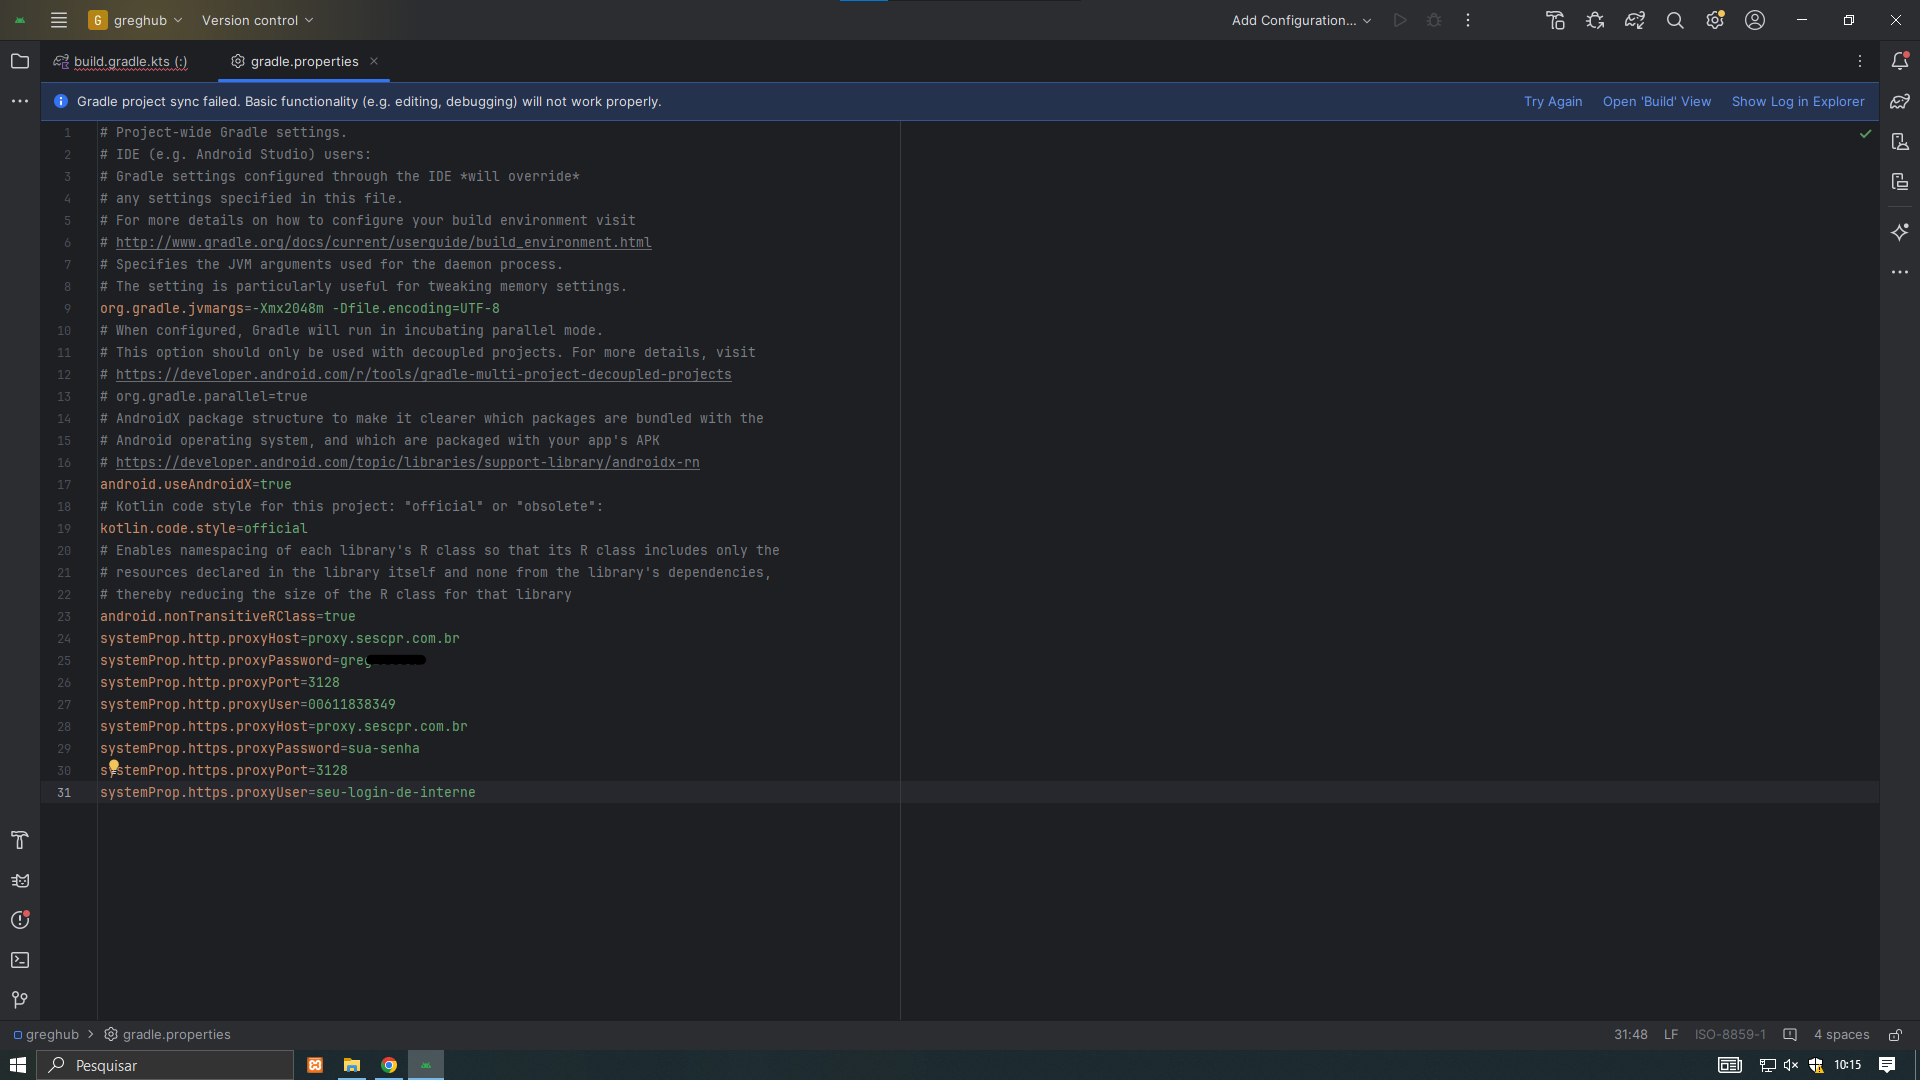 G greghub Version control Add Configuration...
build.gradle.kts (:) gradle.properties
Gradle project sync failed. Basic functionality (e.g. editing, debugging) will not work properly. Try Again Open 'Build' View Show Log in Explorer
1 # Project-wide Gradle settings.
2 # IDE (e.g. Android Studio) users:
3 # Gradle settings configured through the IDE *will override*
4 # any settings specified in this file.
5 # For more details on how to configure your build environment visit
6 # http://www.gradle.org/docs/current/userguide/build_environment.html
7 # Specifies the JVM arguments used for the daemon process.
8 # The setting is particularly useful for tweaking memory settings.
9 org.gradle.jvmargs=-Xmx2048m -Dfile.encoding=UTF-8
10 # When configured, Gradle will run in incubating parallel mode.
11 # This option should only be used with decoupled projects. For more details, visit
12 # https://developer.android.com/r/tools/gradle-multi-project-decoupled-projects
13 # org.gradle.parallel=true
14 # AndroidX package structure to make it clearer which packages are bundled with the
15 # Android operating system, and which are packaged with your app's APK
16 # https://developer.android.com/topic/libraries/support-library/androidx-rn
17 android.useAndroidX=true
18 # Kotlin code style for this project: "official" or "obsolete":
19 kotlin.code.style=official
20 # Enables namespacing of each library's R class so that its R class includes only the
21 # resources declared in the library itself and none from the library's dependencies,
22 # thereby reducing the size of the R class for that library
23 android.nonTransitiveRClass=true
24 systemProp.http.proxyHost=proxy.sescpr.com.br
25 systemProp.http.proxyPassword=greg
26 systemProp.http.proxyPort=3128
27 systemProp.http.proxyUser=00611838349
28 systemProp.https.proxyHost=proxy.sescpr.com.br
29 systemProp.https.proxyPassword=sua-senha
30 systemProp.https.proxyPort=3128
31 systemProp.https.proxyUser=seu-login-de-interne
greghub > gradle.properties 31:48 LF ISO-8859-1 4 spaces
Pesquisar 10:15